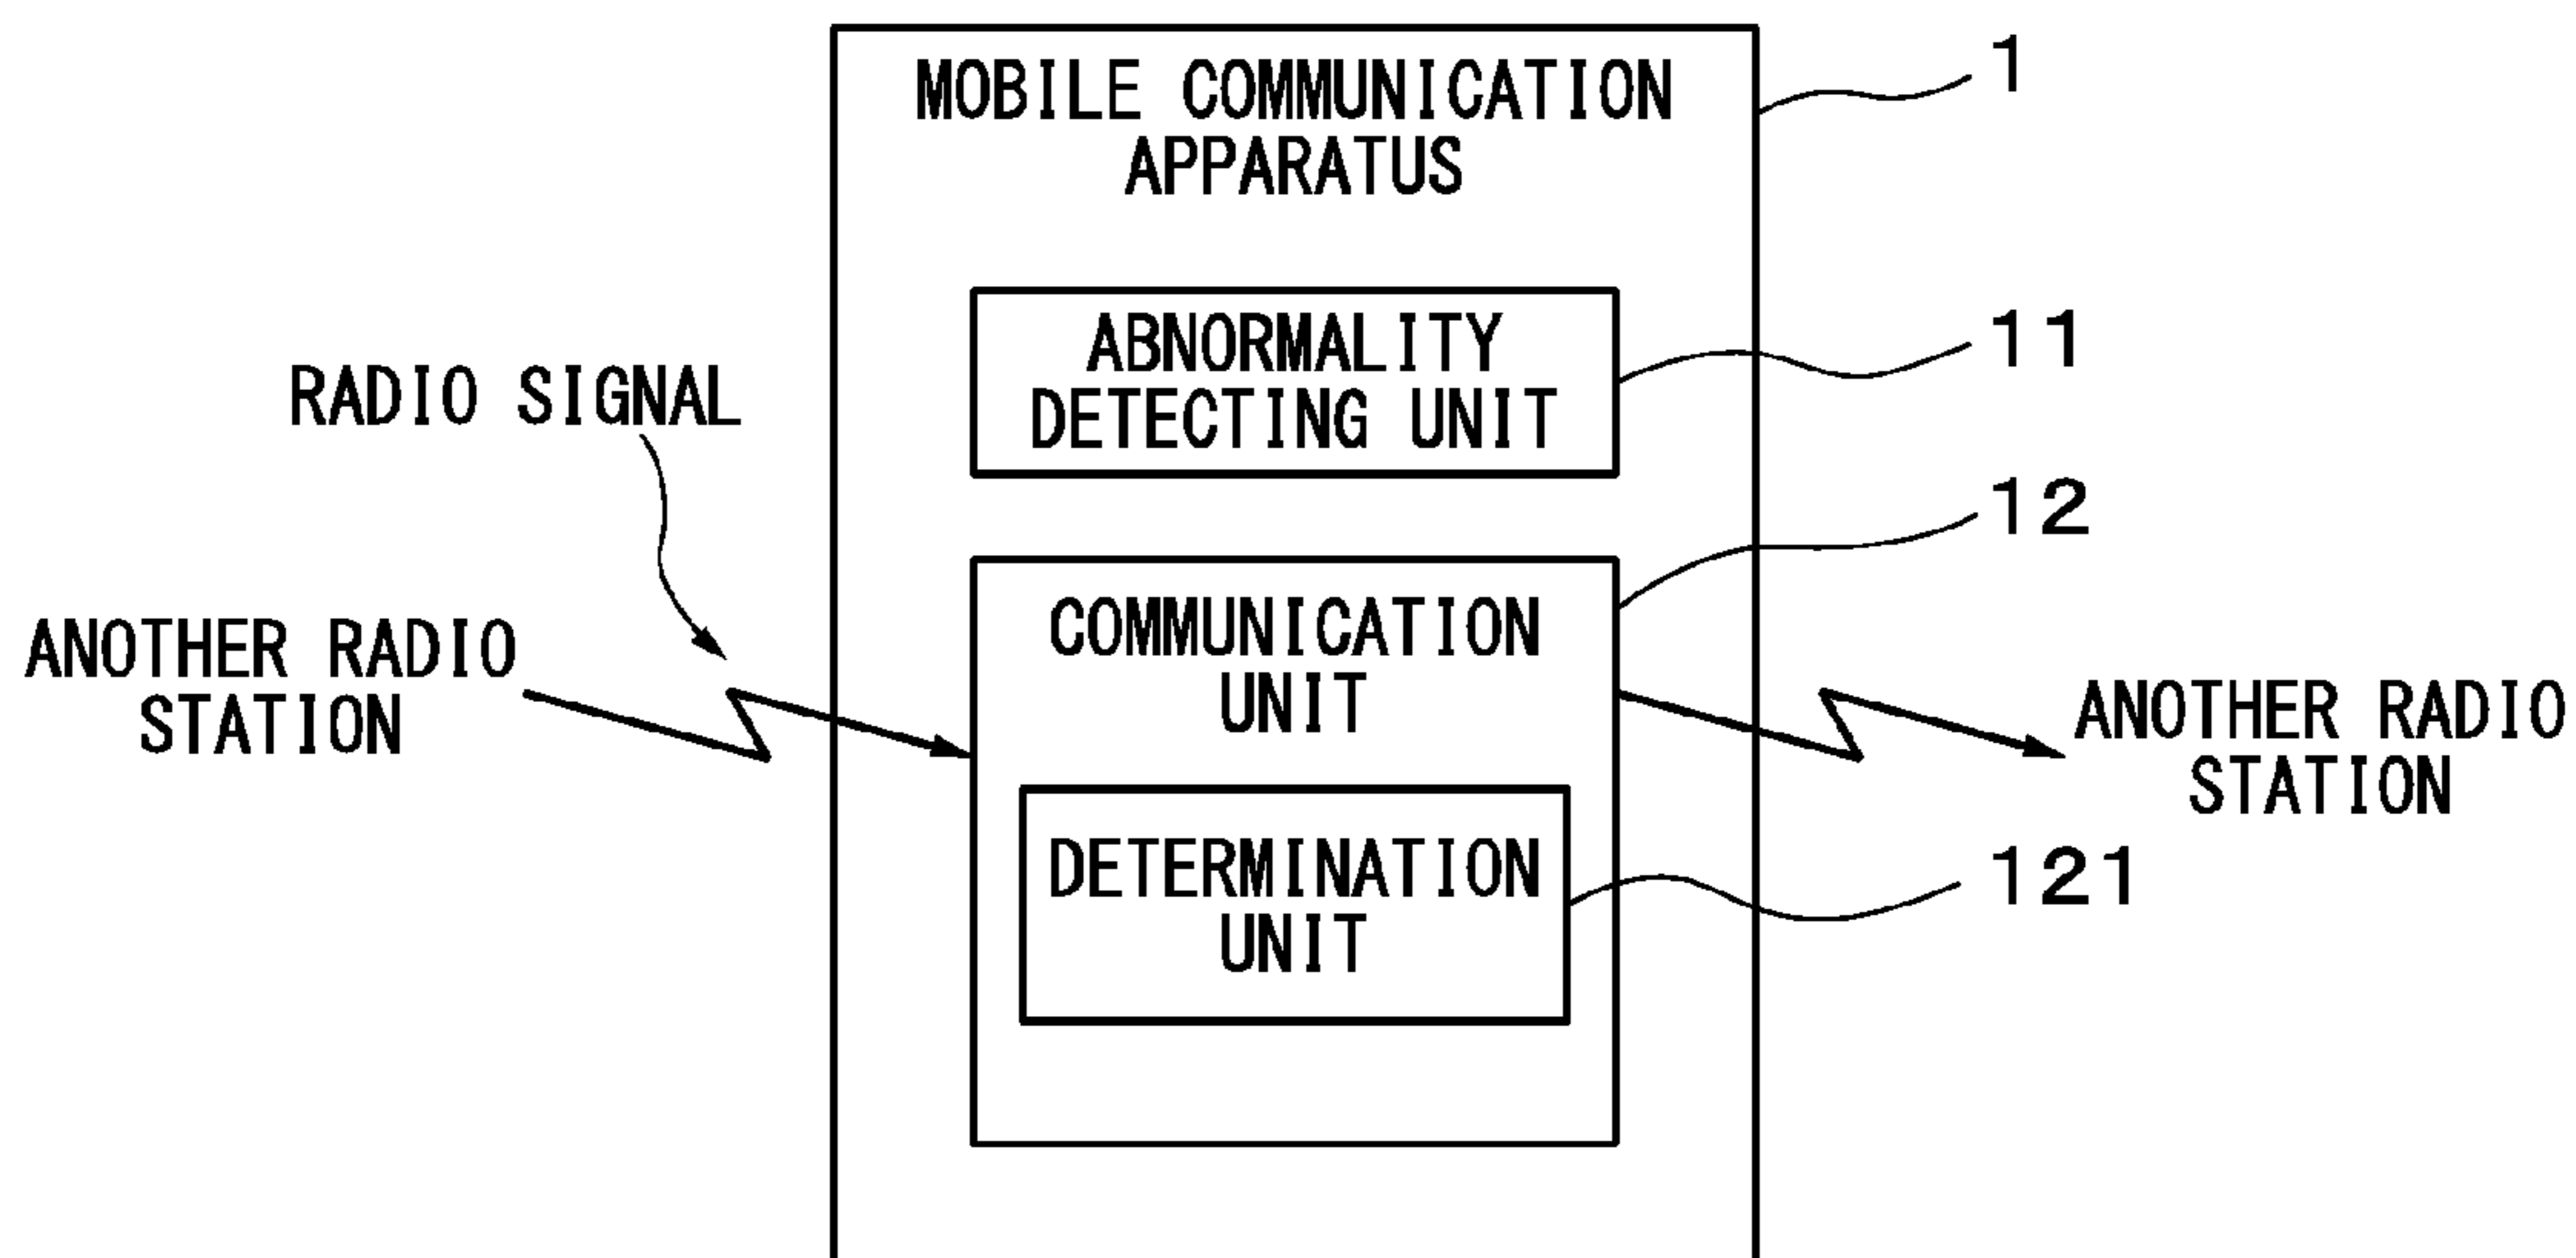 MOBILE COMMUNICATION
APPARATUS
1
ABNORMALITY
DETECTING UNIT
11
RADIO SIGNAL
12
COMMUNICATION
UNIT
ANOTHER RADIO
STATION
ANOTHER RADIO
STATION
DETERMINATION
UNIT
121